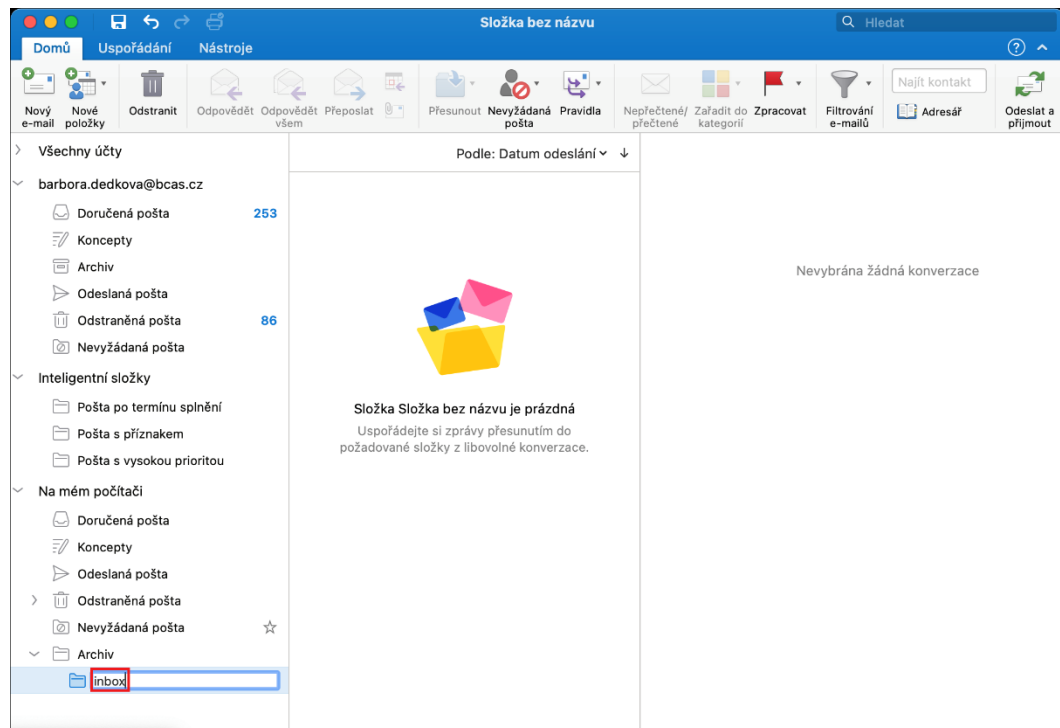 Složka bez názvu
Hledat
Domů
Uspořádání
Nástroje
Nový
e-mail
Nové
položky
Odstranit
Odpovědět
Odpovědět
všem
Přeposlat
Přesunout
Nevyžádaná
pošta
Pravidla
Nepřečtené/
přečtené
Zařadit do
kategorií
Zpracovat
Filtrování
e-mailů
Najít kontakt
Adresář
Odeslat a
přijmout
Všechny účty
barbora.dedkova@bcas.cz
Doručená pošta 253
Koncepty
Archiv
Odeslaná pošta
Odstraněná pošta 86
Nevyžádaná pošta
Inteligentní složky
Pošta po termínu splnění
Pošta s příznakem
Pošta s vysokou prioritou
Na mém počítači
Doručená pošta
Koncepty
Odeslaná pošta
Odstraněná pošta
Nevyžádaná pošta
Archiv
inbox
Podle: Datum odeslání
Složka Složka bez názvu je prázdná
Uspořádejte si zprávy přesunutím do
požadované složky z libovolné konverzace.
Nevybrána žádná konverzace